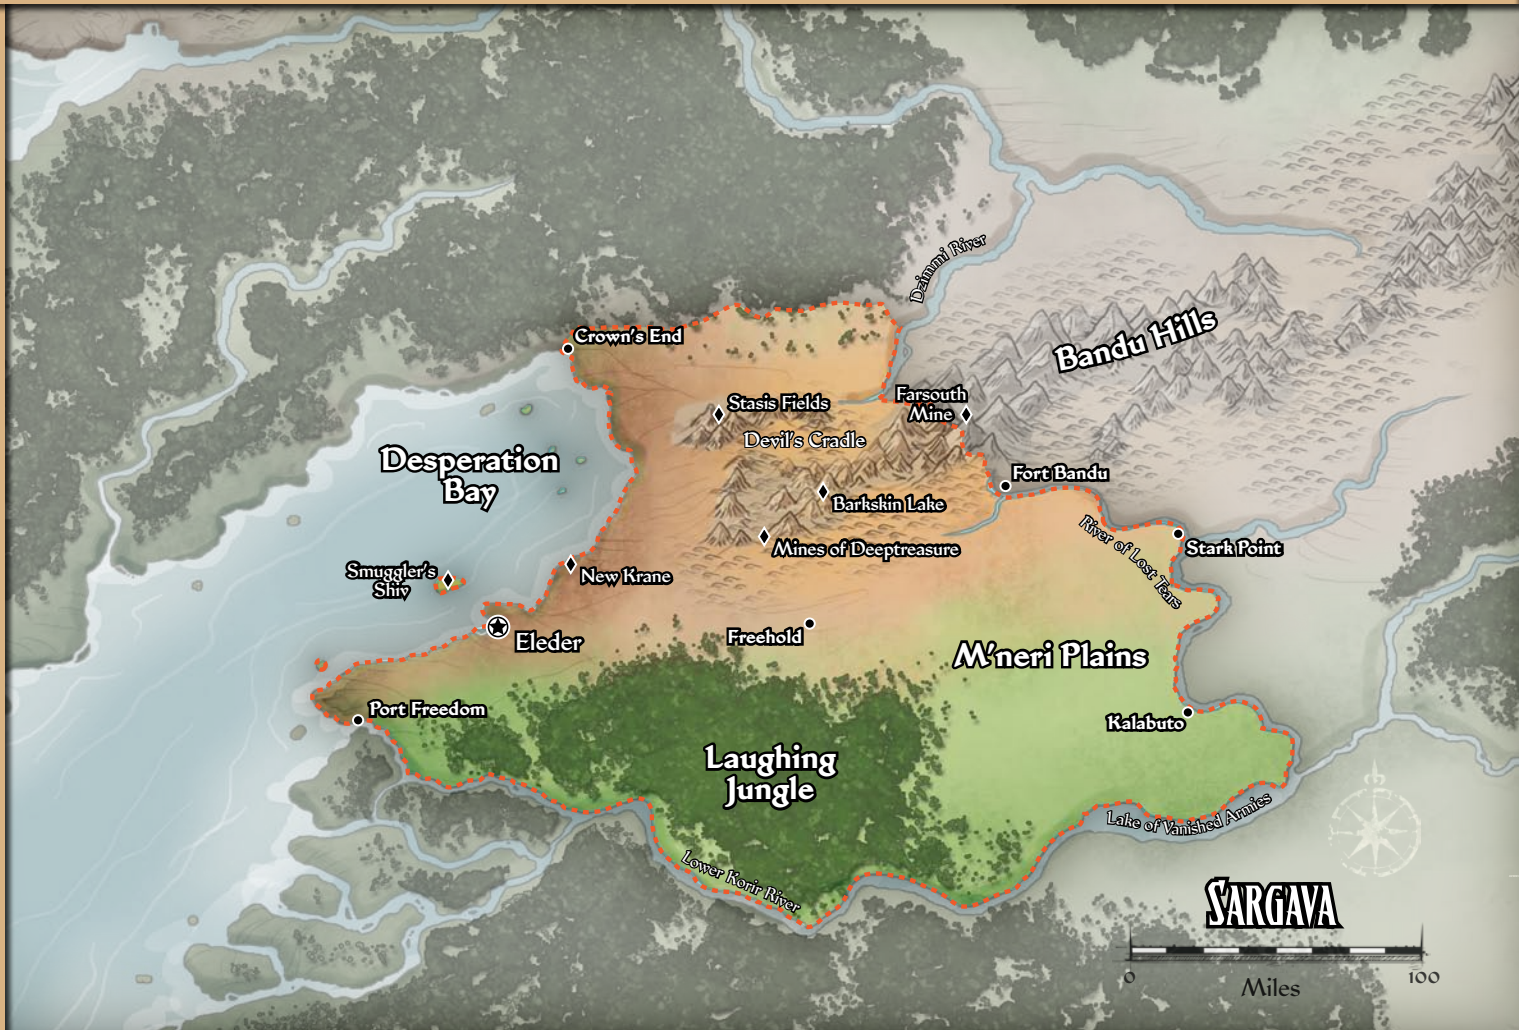 Dzimmi River
Bandu Hills
Crown's End
Stasis Fields
Farsouth
Mine
Devil's Cradle
Desperation
Bay
Fort Bandu
Barkskin Lake
River of Lost Tears
Mines of Deeptreasure
Stark Point
Smuggler's
Shiv
New Krane
Eleder
Freehold
M'neri Plains
Port Freedom
Kalabuto
Laughing
Jungle
Lake of Vanished Armies
Lower Korir River
SARGAVA
0
100
Miles